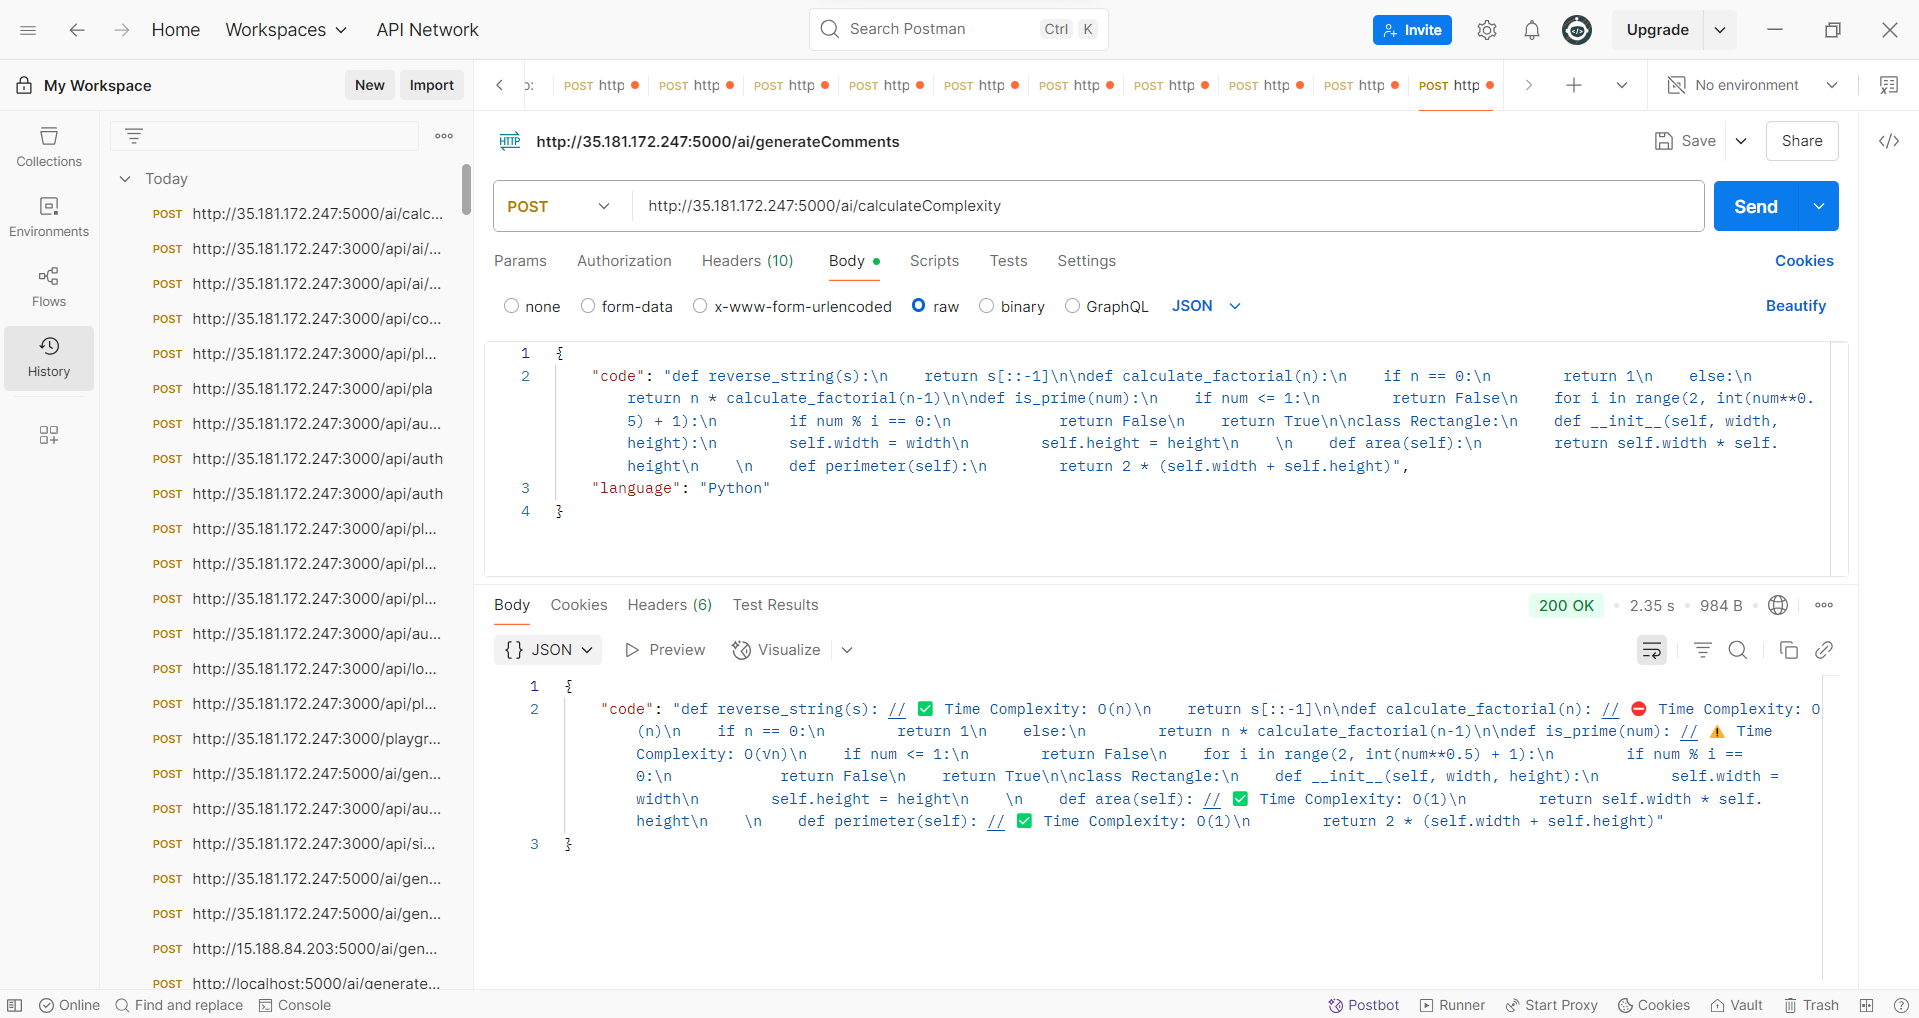 Home Workspaces API Network Search Postman Ctrl K Invite Upgrade
My Workspace New Import
POST http POST http POST http POST http POST http POST http POST http POST http POST http POST http No environment
Collections
Environments
Flows
History
Today
POST http://35.181.172.247:5000/ai/calc...
POST http://35.181.172.247:3000/api/ai/...
POST http://35.181.172.247:3000/api/ai/...
POST http://35.181.172.247:3000/api/co...
POST http://35.181.172.247:3000/api/pl...
POST http://35.181.172.247:3000/api/pla
POST http://35.181.172.247:3000/api/au...
POST http://35.181.172.247:3000/api/auth
POST http://35.181.172.247:3000/api/auth
POST http://35.181.172.247:3000/api/pl...
POST http://35.181.172.247:3000/api/pl...
POST http://35.181.172.247:3000/api/pl...
POST http://35.181.172.247:3000/api/au...
POST http://35.181.172.247:3000/api/lo...
POST http://35.181.172.247:3000/api/pl...
POST http://35.181.172.247:3000/playgr...
POST http://35.181.172.247:5000/ai/gen...
POST http://35.181.172.247:3000/api/au...
POST http://35.181.172.247:3000/api/si...
POST http://35.181.172.247:5000/ai/gen...
POST http://35.181.172.247:5000/ai/gen...
POST http://15.188.84.203:5000/ai/gen...
POST http://localhost:5000/ai/generate...
HTTP http://35.181.172.247:5000/ai/generateComments Save Share
POST http://35.181.172.247:5000/ai/calculateComplexity Send
Params Authorization Headers (10) Body Scripts Tests Settings Cookies
none form-data x-www-form-urlencoded raw binary GraphQL JSON Beautify
1 {
2 "code": "def reverse_string(s):\n    return s[::-1]\n\ndef calculate_factorial(n):\n    if n == 0:\n        return 1\n    else:\n
return n * calculate_factorial(n-1)\n\ndef is_prime(num):\n    if num <= 1:\n        return False\n    for i in range(2, int(num**0.
5) + 1):\n        if num % i == 0:\n            return False\n    return True\n\nclass Rectangle:\n    def __init__(self, width,
height):\n        self.width = width\n        self.height = height\n    \n    def area(self):\n        return self.width * self.
height\n    \n    def perimeter(self):\n        return 2 * (self.width + self.height)",
3 "language": "Python"
4 }
Body Cookies Headers (6) Test Results 200 OK 2.35 s 984 B
{} JSON Preview Visualize
1 {
2 "code": "def reverse_string(s): // ✅ Time Complexity: O(n)\n    return s[::-1]\n\ndef calculate_factorial(n): // ⛔ Time Complexity: O
(n)\n    if n == 0:\n        return 1\n    else:\n        return n * calculate_factorial(n-1)\n\ndef is_prime(num): // ⚠️ Time
Complexity: O(√n)\n    if num <= 1:\n        return False\n    for i in range(2, int(num**0.5) + 1):\n        if num % i ==
0:\n            return False\n    return True\n\nclass Rectangle:\n    def __init__(self, width, height):\n        self.width =
width\n        self.height = height\n    \n    def area(self): // ✅ Time Complexity: O(1)\n        return self.width * self.
height\n    \n    def perimeter(self): // ✅ Time Complexity: O(1)\n        return 2 * (self.width + self.height)"
3 }
Online Find and replace Console Postbot Runner Start Proxy Cookies Vault Trash